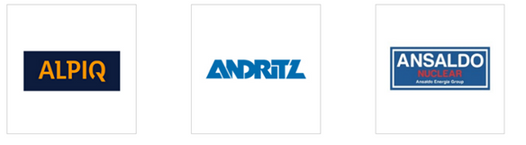 ALPIQ
ANDRITZ
ANSALDO
NUCLEAR
Ansaldo Energia Group